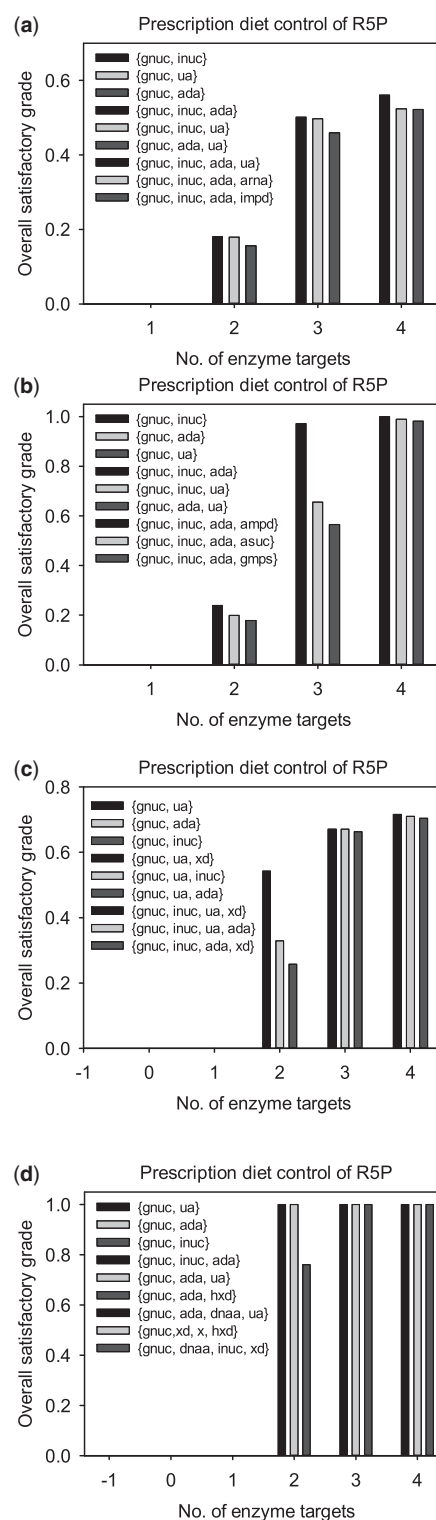 (a) Prescription diet control of R5P
Overall satisfactory grade
0.6
0.4
0.2
0.0
{gnuc, inuc}
{gnuc, ua}
{gnuc, ada}
{gnuc, inuc, ada}
{gnuc, inuc, ua}
{gnuc, ada, ua}
{gnuc, inuc, ada, ua}
{gnuc, inuc, ada, arna}
{gnuc, inuc, ada, impd}
1 2 3 4
No. of enzyme targets
(b) Prescription diet control of R5P
Overall satisfactory grade
1.0
0.8
0.6
0.4
0.2
0.0
{gnuc, inuc}
{gnuc, ada}
{gnuc, ua}
{gnuc, inuc, ada}
{gnuc, inuc, ua}
{gnuc, ada, ua}
{gnuc, inuc, ada, ampd}
{gnuc, inuc, ada, asuc}
{gnuc, inuc, ada, gmps}
1 2 3 4
No. of enzyme targets
(c) Prescription diet control of R5P
Overall satisfactory grade
0.8
0.6
0.4
0.2
0.0
{gnuc, ua}
{gnuc, ada}
{gnuc, inuc}
{gnuc, ua, xd}
{gnuc, ua, inuc}
{gnuc, ua, ada}
{gnuc, inuc, ua, xd}
{gnuc, inuc, ua, ada}
{gnuc, inuc, ada, xd}
-1 0 1 2 3 4
No. of enzyme targets
(d) Prescription diet control of R5P
Overall satisfactory grade
1.0
0.8
0.6
0.4
0.2
0.0
{gnuc, ua}
{gnuc, ada}
{gnuc, inuc}
{gnuc, inuc, ada}
{gnuc, ada, ua}
{gnuc, ada, hxd}
{gnuc, ada, dnaa, ua}
{gnuc,xd, x, hxd}
{gnuc, dnaa, inuc, xd}
-1 0 1 2 3 4
No. of enzyme targets